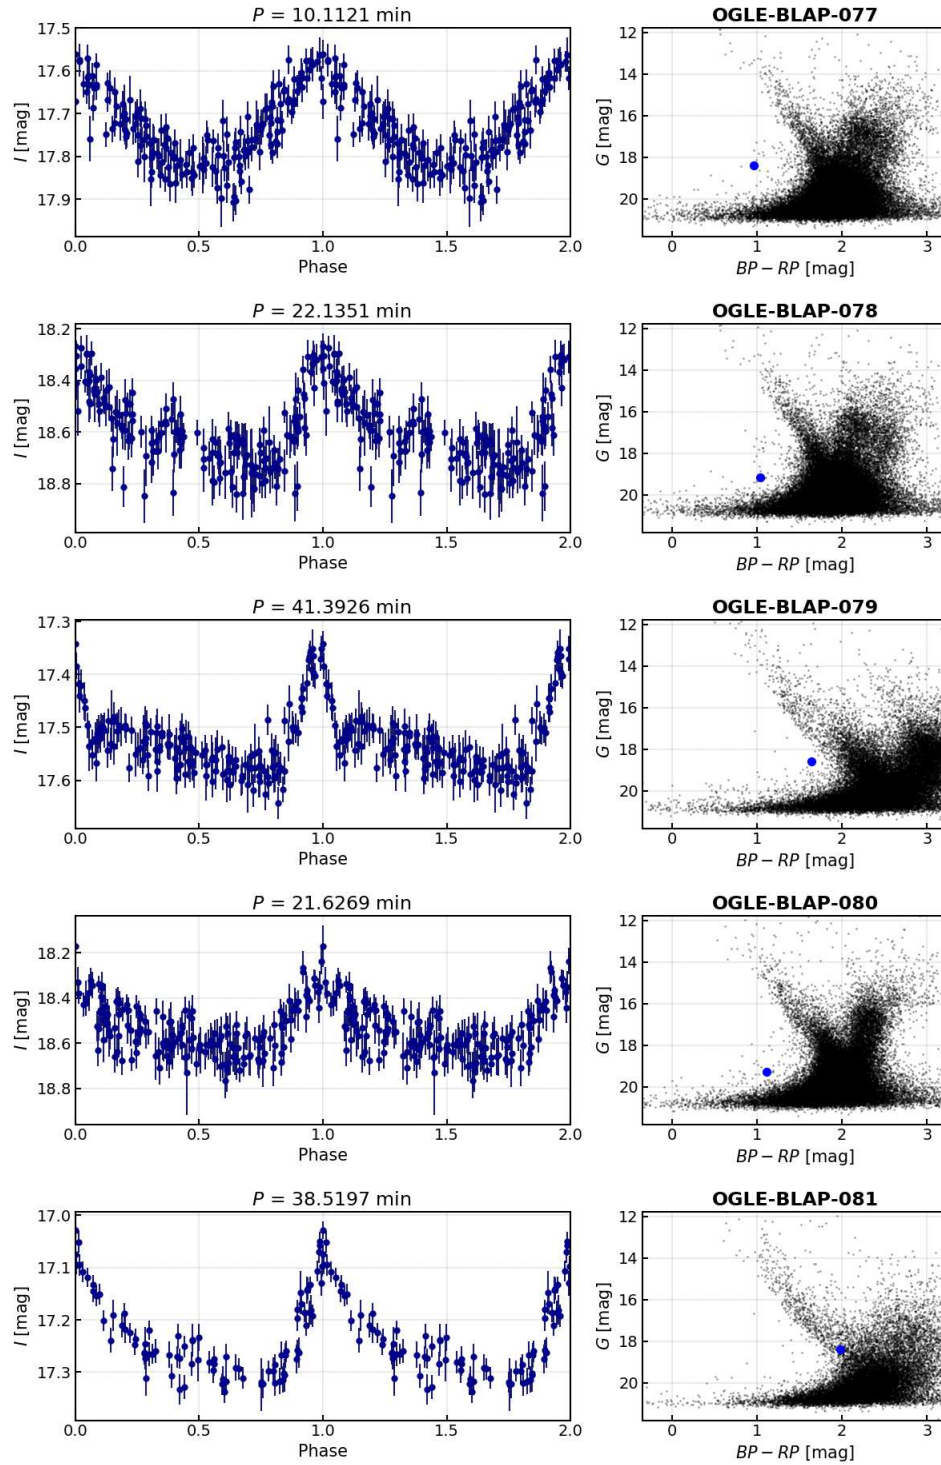 P = 10.1121 min
17.5
17.6
17.7
17.8
17.9
I [mag]
0.0 0.5 1.0 1.5 2.0
Phase
OGLE-BLAP-077
12
14
16
18
20
G [mag]
0 1 2 3
BP − RP [mag]
P = 22.1351 min
18.2
18.4
18.6
18.8
I [mag]
0.0 0.5 1.0 1.5 2.0
Phase
OGLE-BLAP-078
12
14
16
18
20
G [mag]
0 1 2 3
BP − RP [mag]
P = 41.3926 min
17.3
17.4
17.5
17.6
I [mag]
0.0 0.5 1.0 1.5 2.0
Phase
OGLE-BLAP-079
12
14
16
18
20
G [mag]
0 1 2 3
BP − RP [mag]
P = 21.6269 min
18.2
18.4
18.6
18.8
I [mag]
0.0 0.5 1.0 1.5 2.0
Phase
OGLE-BLAP-080
12
14
16
18
20
G [mag]
0 1 2 3
BP − RP [mag]
P = 38.5197 min
17.0
17.1
17.2
17.3
I [mag]
0.0 0.5 1.0 1.5 2.0
Phase
OGLE-BLAP-081
12
14
16
18
20
G [mag]
0 1 2 3
BP − RP [mag]